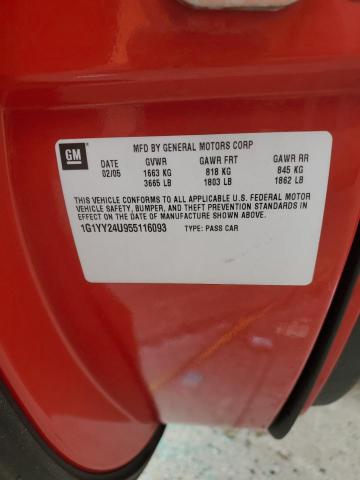 GM
MFD BY GENERAL MOTORS CORP
DATE GVWR GAWR FRT GAWR RR
02/05 1663 KG 818 KG 845 KG
3665 LB 1803 LB 1862 LB
THIS VEHICLE CONFORMS TO ALL APPLICABLE U.S. FEDERAL MOTOR
VEHICLE SAFETY, BUMPER, AND THEFT PREVENTION STANDARDS IN
EFFECT ON THE DATE OF MANUFACTURE SHOWN ABOVE.
1G1YY24U955116093 TYPE: PASS CAR